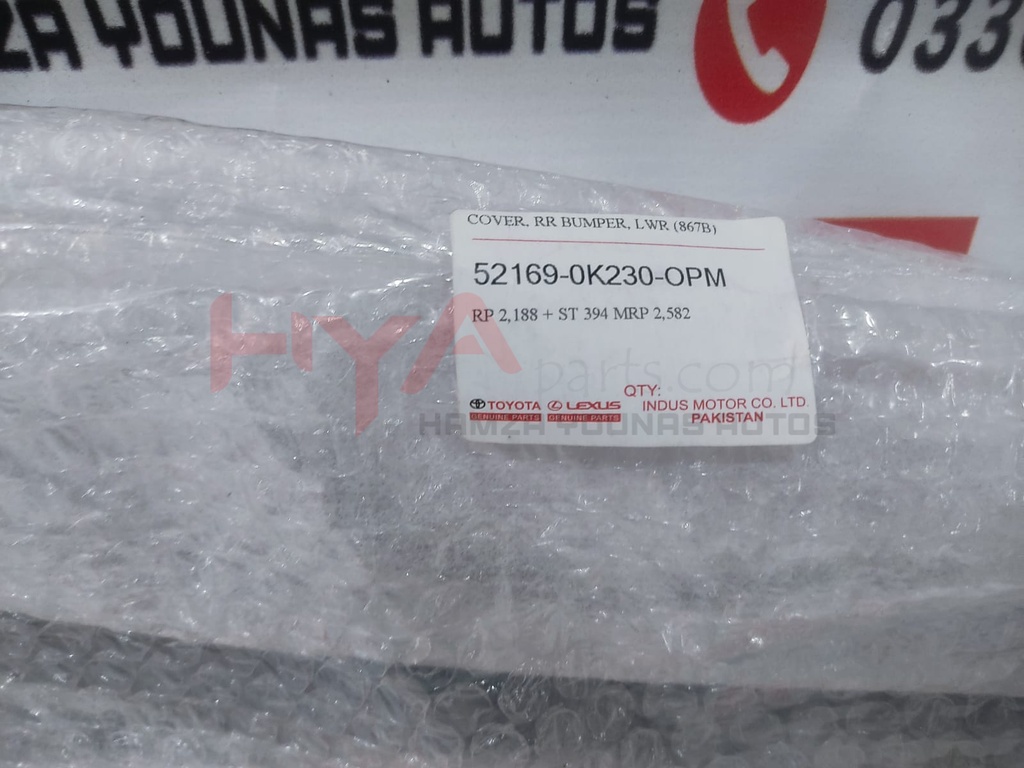 ZA YOUNAS AUTOS 033
COVER, RR BUMPER, LWR (867B)
52169-0K230-OPM
RP 2,188 + ST 394 MRP 2,582
HYA parts.com
QTY:
TOYOTA LEXUS INDUS MOTOR CO. LTD.
GENUINE PARTS GENUINE PARTS PAKISTAN
HAMZA YOUNAS AUTOS